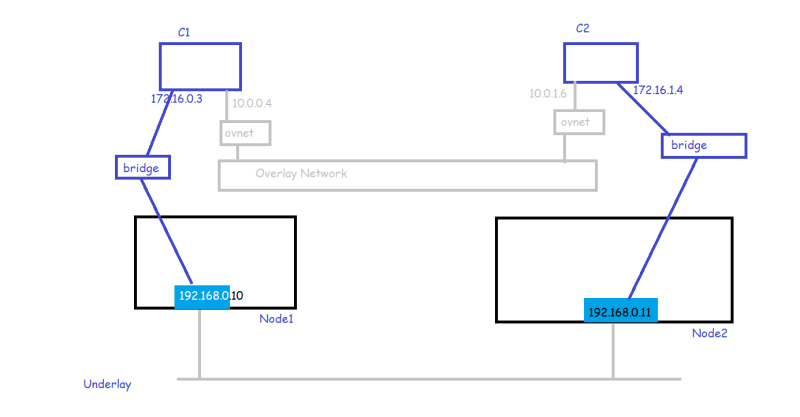 C1
C2
172.16.0.3
10.0.0.4
10.0.1.6
172.16.1.4
ovnet
ovnet
bridge
bridge
Overlay Network
192.168.0.10
192.168.0.11
Node1
Node2
Underlay